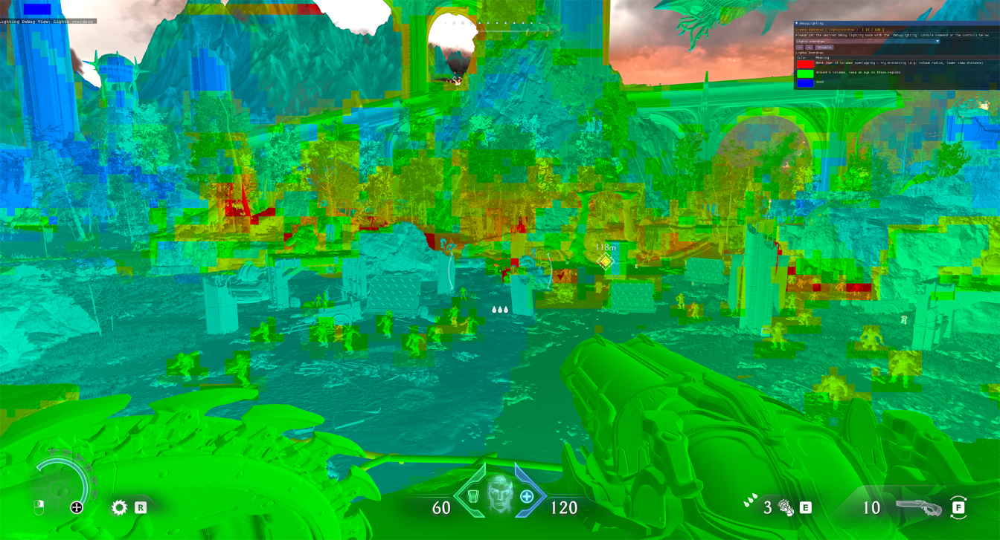 Lighting Debug View: Lights overdraw
debugLighting
Lights overdraw ( lightsOverdraw )
Please set the desired debug lighting mode with the 'debugLighting' console command or the controls below.
Lights overdraw
Disable
Lights Overdraw
Color Meaning
More than 10 volumes overlapping - try minimizing (e.g: volume radius, lower view distance)
Around 5 volumes, keep an eye on these regions
Good
118m
60
120
3
E
10
F
R